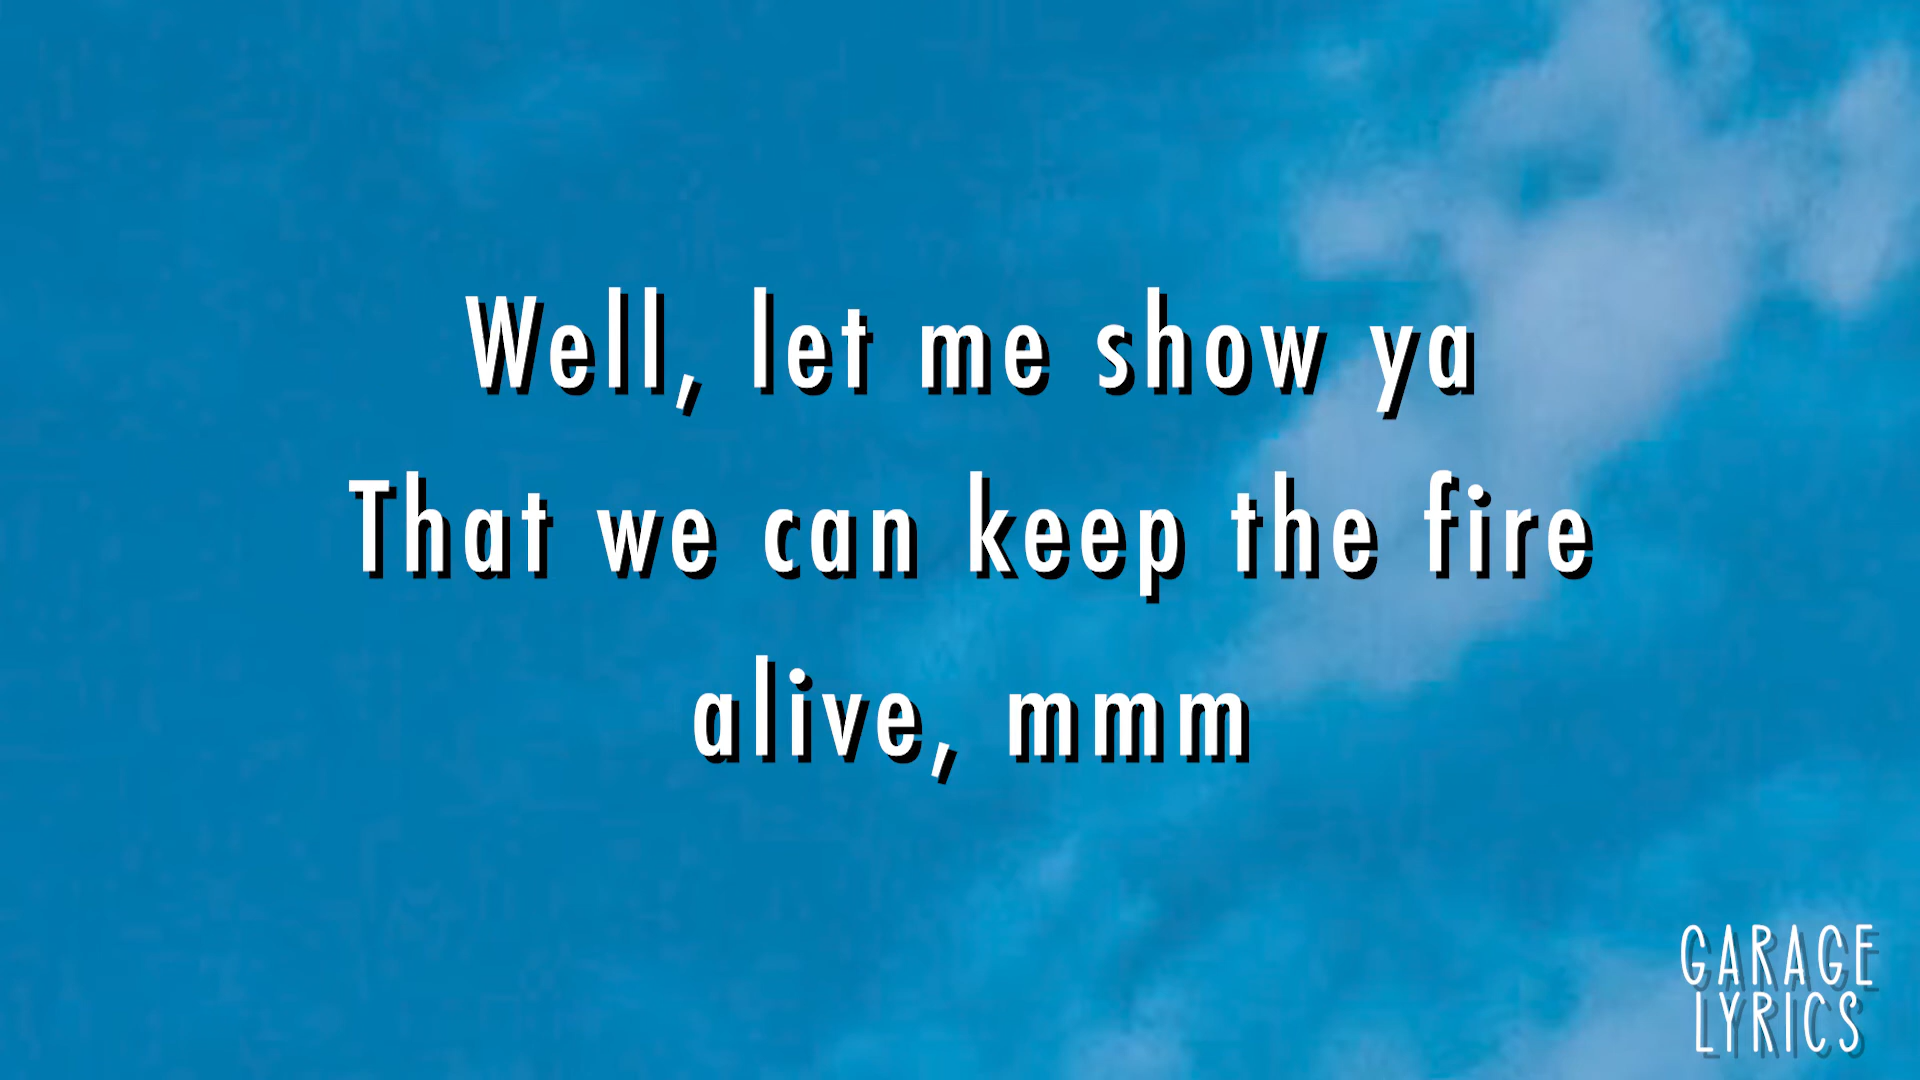 Well, let me show ya
That we can keep the fire
alive, mmm
GARAGE
LYRICS